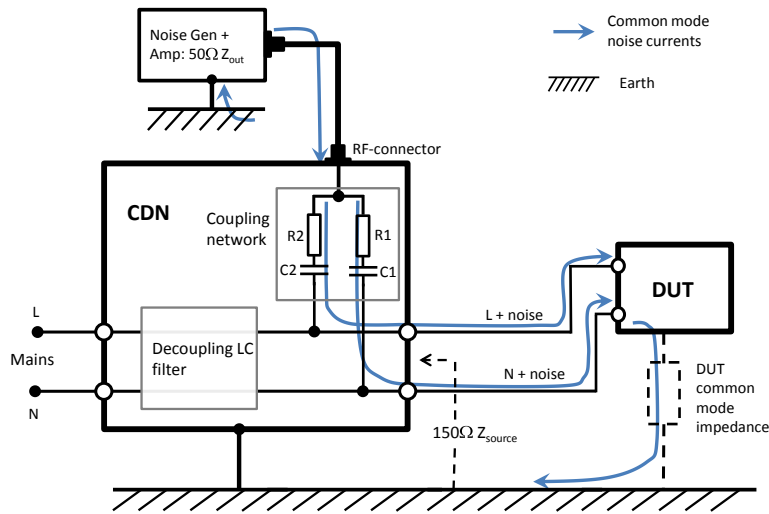 Noise Gen +
Amp: 50Ω Zout
Common mode
noise currents
Earth
RF-connector
CDN
Coupling
network
R2
R1
C2
C1
L
Mains
N
Decoupling LC
filter
L + noise
N + noise
150Ω Zsource
DUT
DUT
common
mode
impedance